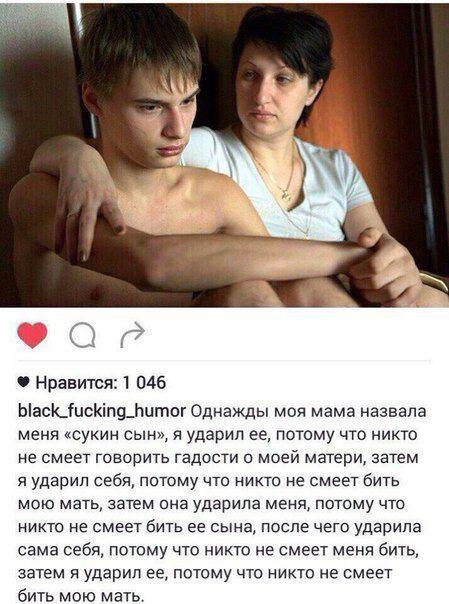 Нравится: 1 046
black_fucking_humor Однажды моя мама назвала
меня «сукин сын», я ударил ее, потому что никто
не смеет говорить гадости о моей матери, затем
я ударил себя, потому что никто не смеет бить
мою мать, затем она ударила меня, потому что
никто не смеет бить ее сына, после чего ударила
сама себя, потому что никто не смеет меня бить,
затем я ударил ее, потому что никто не смеет
бить мою мать.